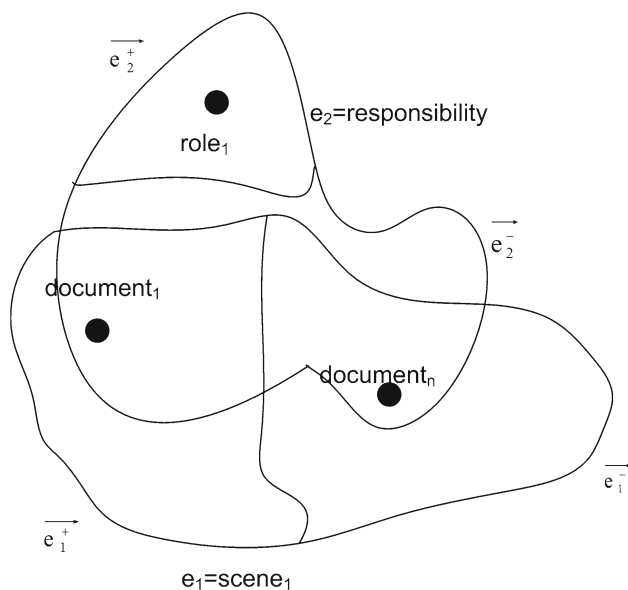 e₂⁺
e₂=responsibility
role₁
e₂⁻
document₁
documentₙ
e₁⁻
e₁⁺
e₁=scene₁